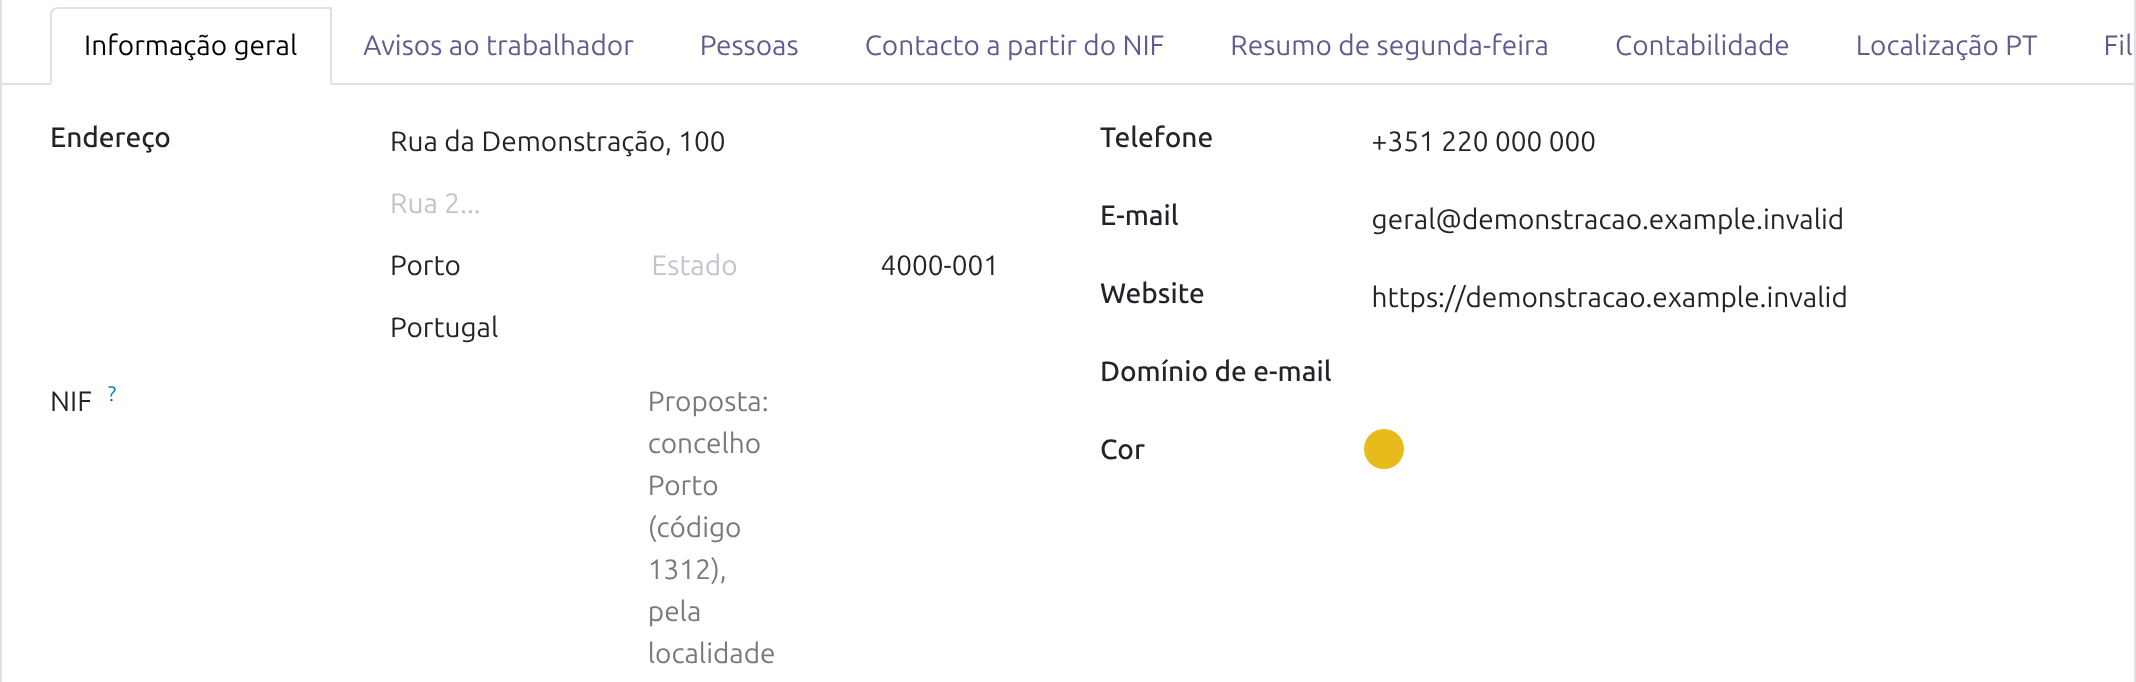 Informação geral
Avisos ao trabalhador
Pessoas
Contacto a partir do NIF
Resumo de segunda-feira
Contabilidade
Localização PT
Fil
Endereço
Rua da Demonstração, 100
Rua 2...
Porto
Estado
4000-001
Portugal
NIF ?
Proposta:
concelho
Porto
(código
1312),
pela
localidade
Telefone
+351 220 000 000
E-mail
geral@demonstracao.example.invalid
Website
https://demonstracao.example.invalid
Domínio de e-mail
Cor